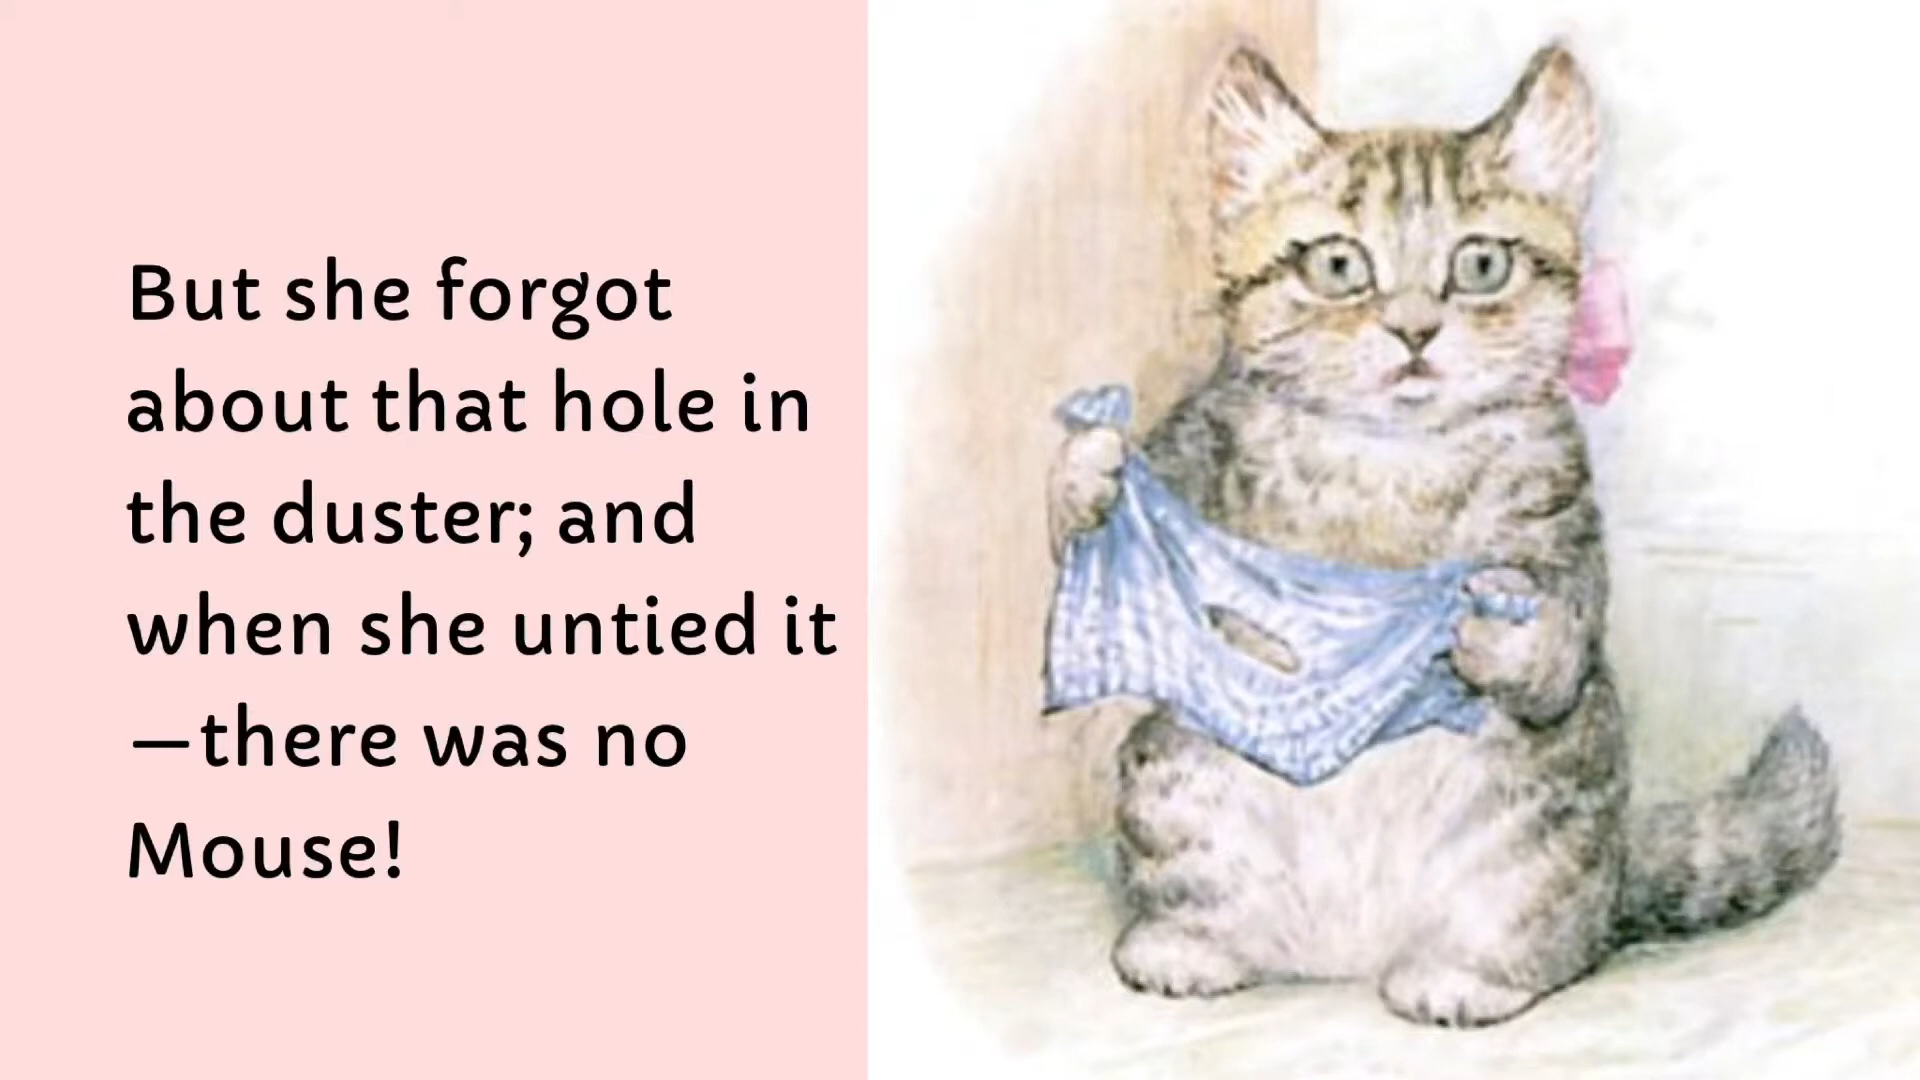 But she forgot
about that hole in
the duster; and
when she untied it
—there was no
Mouse!